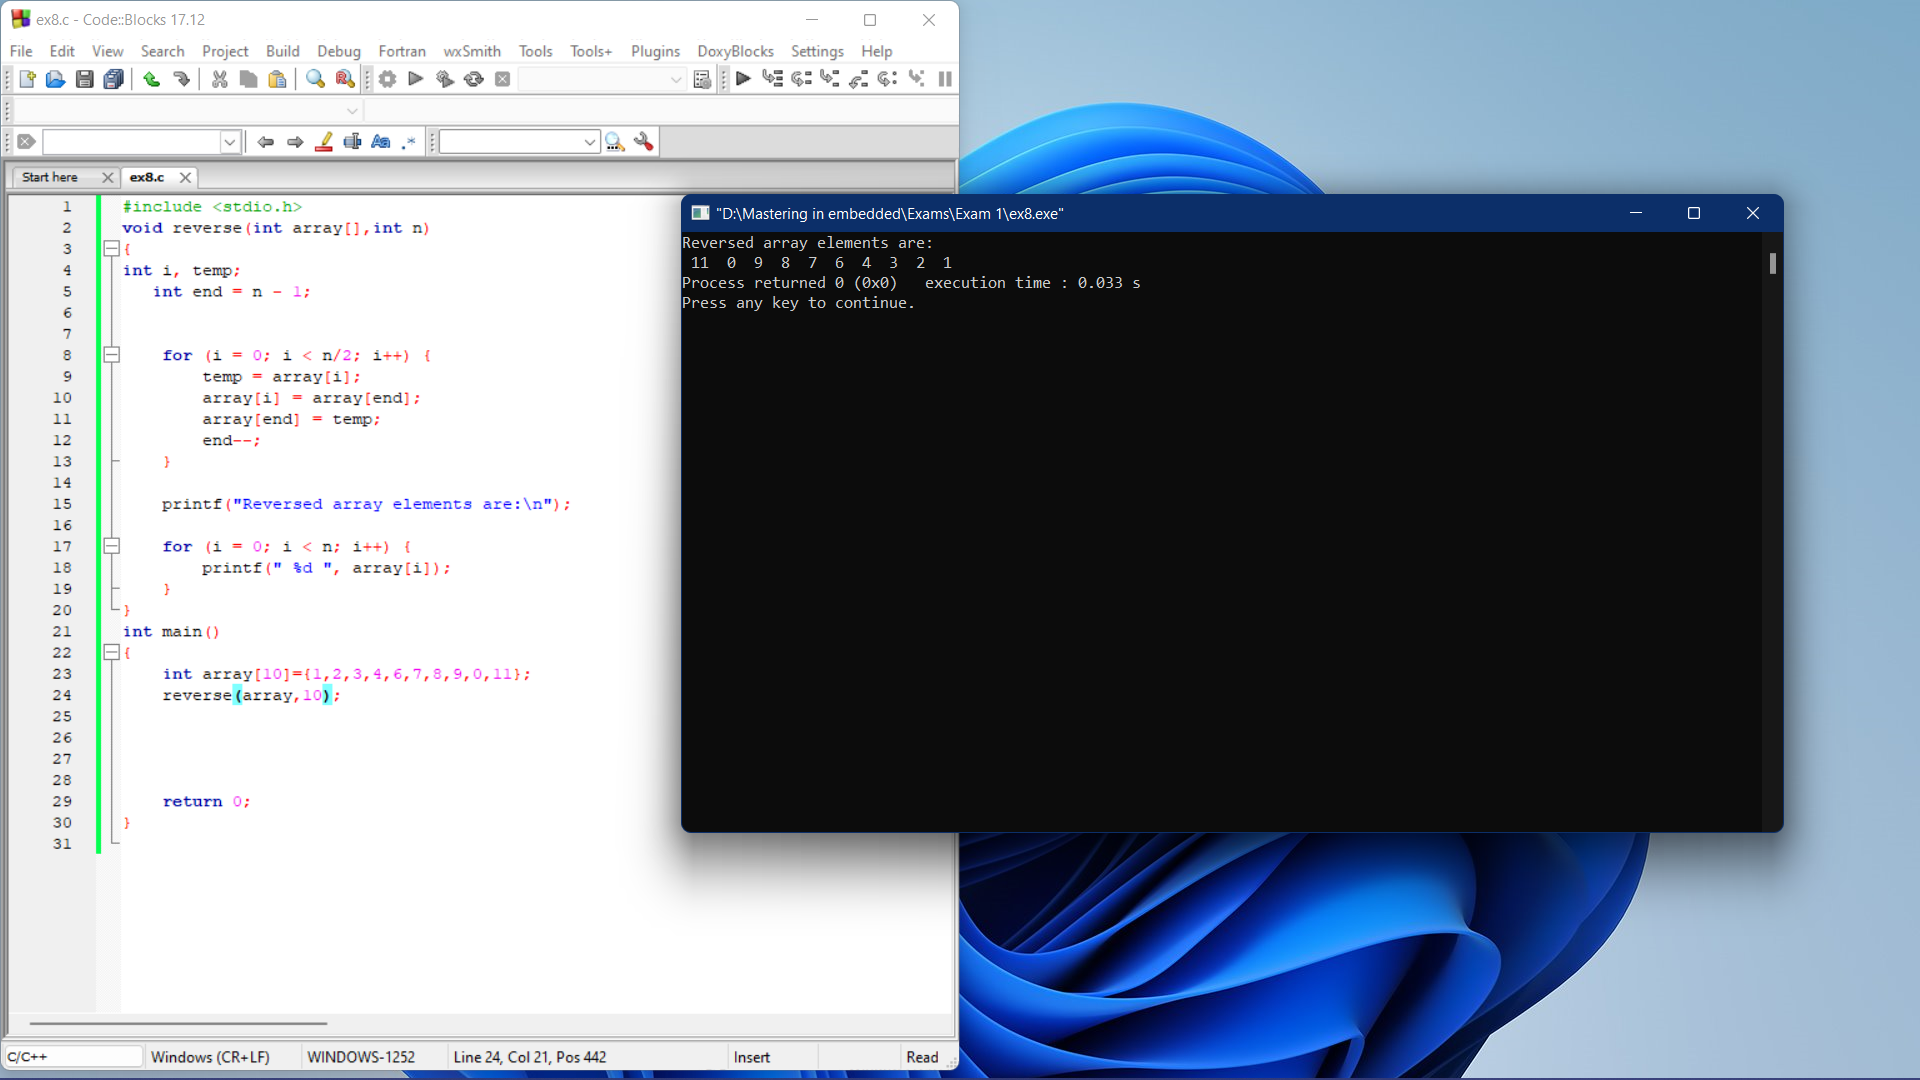 ex8.c - Code::Blocks 17.12
File Edit View Search Project Build Debug Fortran wxSmith Tools Tools+ Plugins DoxyBlocks Settings Help
Start here ex8.c
1 #include <stdio.h>
2 void reverse(int array[],int n)
3 {
4 int i, temp;
5    int end = n - 1;
6
7
8     for (i = 0; i < n/2; i++) {
9         temp = array[i];
10         array[i] = array[end];
11         array[end] = temp;
12         end--;
13     }
14
15     printf("Reversed array elements are:\n");
16
17     for (i = 0; i < n; i++) {
18         printf(" %d ", array[i]);
19     }
20 }
21 int main()
22 {
23     int array[10]={1,2,3,4,6,7,8,9,0,11};
24     reverse(array,10);
25
26
27
28
29     return 0;
30 }
31
C/C++ Windows (CR+LF) WINDOWS-1252 Line 24, Col 21, Pos 442 Insert Read
"D:\Mastering in embedded\Exams\Exam 1\ex8.exe"
Reversed array elements are:
 11  0  9  8  7  6  4  3  2  1
Process returned 0 (0x0)   execution time : 0.033 s
Press any key to continue.